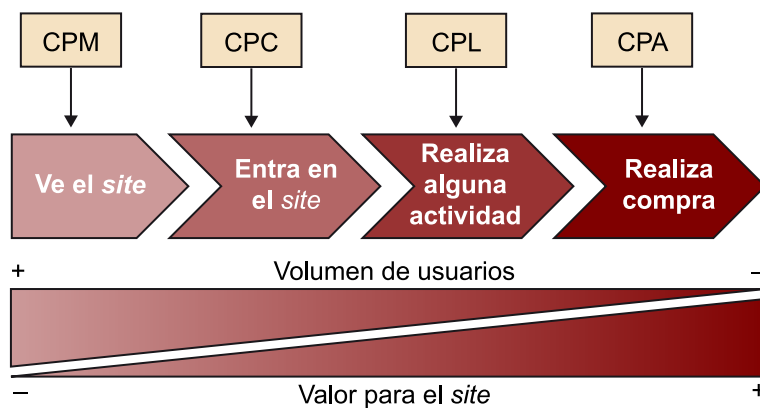 CPM
CPC
CPL
CPA
Ve el site
Entra en
el site
Realiza
alguna
actividad
Realiza
compra
+
Volumen de usuarios
–
–
Valor para el site
+